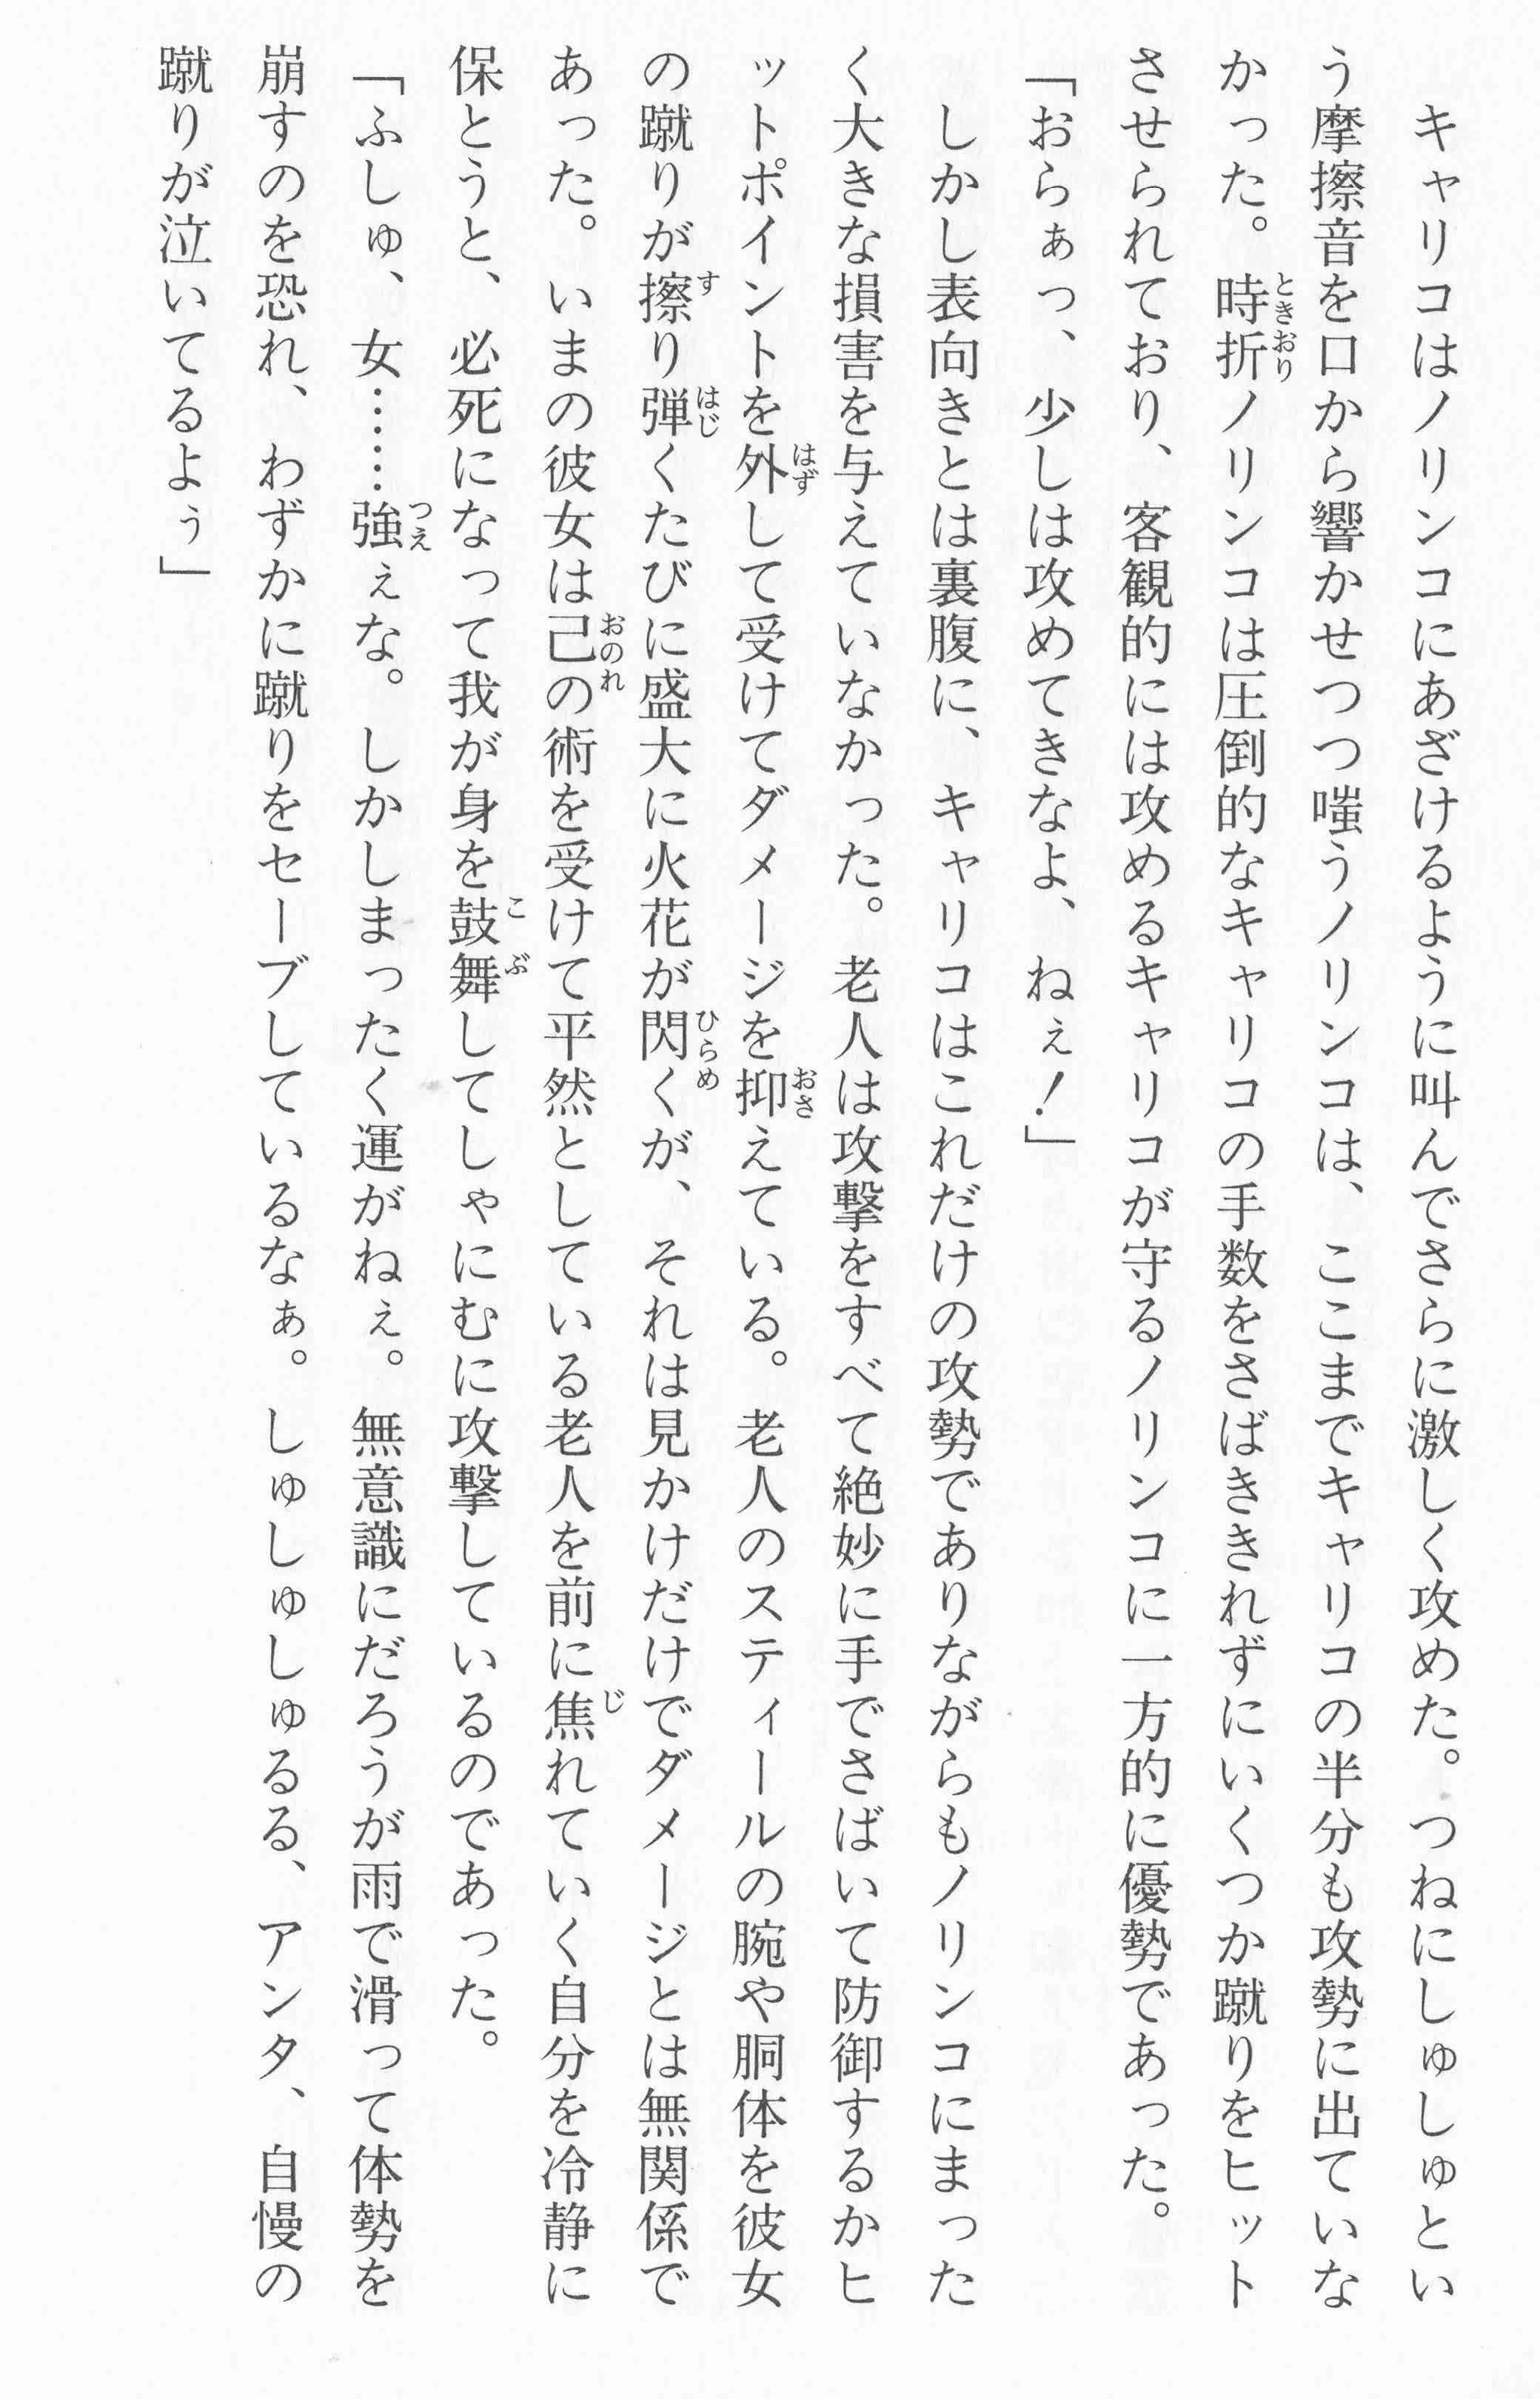 キャリコはノリンコにあざけるように叫んでさらに激しく攻めた。つねにしゅしゅとい
う摩擦音を口から響かせつつ嗤うノリンコは、ここまでキャリコの半分も攻勢に出ていな
かった。時折ノリンコは圧倒的なキャリコの手数をさばききれずにいくつか蹴りをヒット
させられており、客観的には攻めるキャリコが守るノリンコに一方的に優勢であった。
「おらぁっ、少しは攻めてきなよ、ねぇ！」
　しかし表向きとは裏腹に、キャリコはこれだけの攻勢でありながらもノリンコにまった
く大きな損害を与えていなかった。老人は攻撃をすべて絶妙に手でさばいて防御するかヒ
ットポイントを外して受けてダメージを抑えている。老人のスティールの腕や胴体を彼女
の蹴りが擦り弾くたびに盛大に火花が閃くが、それは見かけだけでダメージとは無関係で
あった。いまの彼女は己の術を受けて平然としている老人を前に焦れていく自分を冷静に
保とうと、必死になって我が身を鼓舞してしゃにむに攻撃しているのであった。
「ふしゅ、女……強ぇな。しかしまったく運がねぇ。無意識にだろうが雨で滑って体勢を
崩すのを恐れ、わずかに蹴りをセーブしているなぁ。しゅしゅしゅるる、アンタ、自慢の
蹴りが泣いてるよぅ」